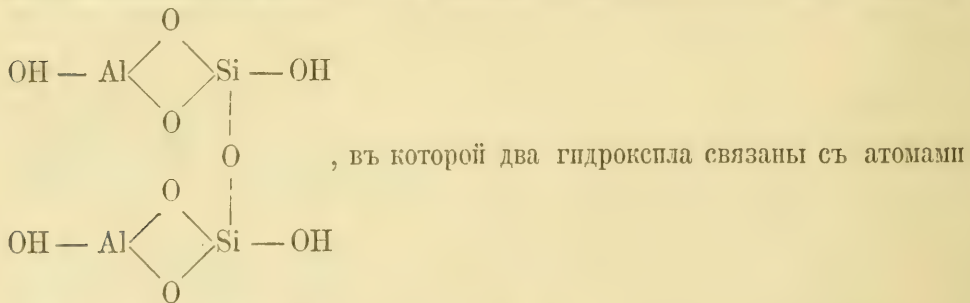 O
OH — Al Si — OH
O
O , въ которой два гидроксила связаны съ атомами
O
OH — Al Si — OH
O